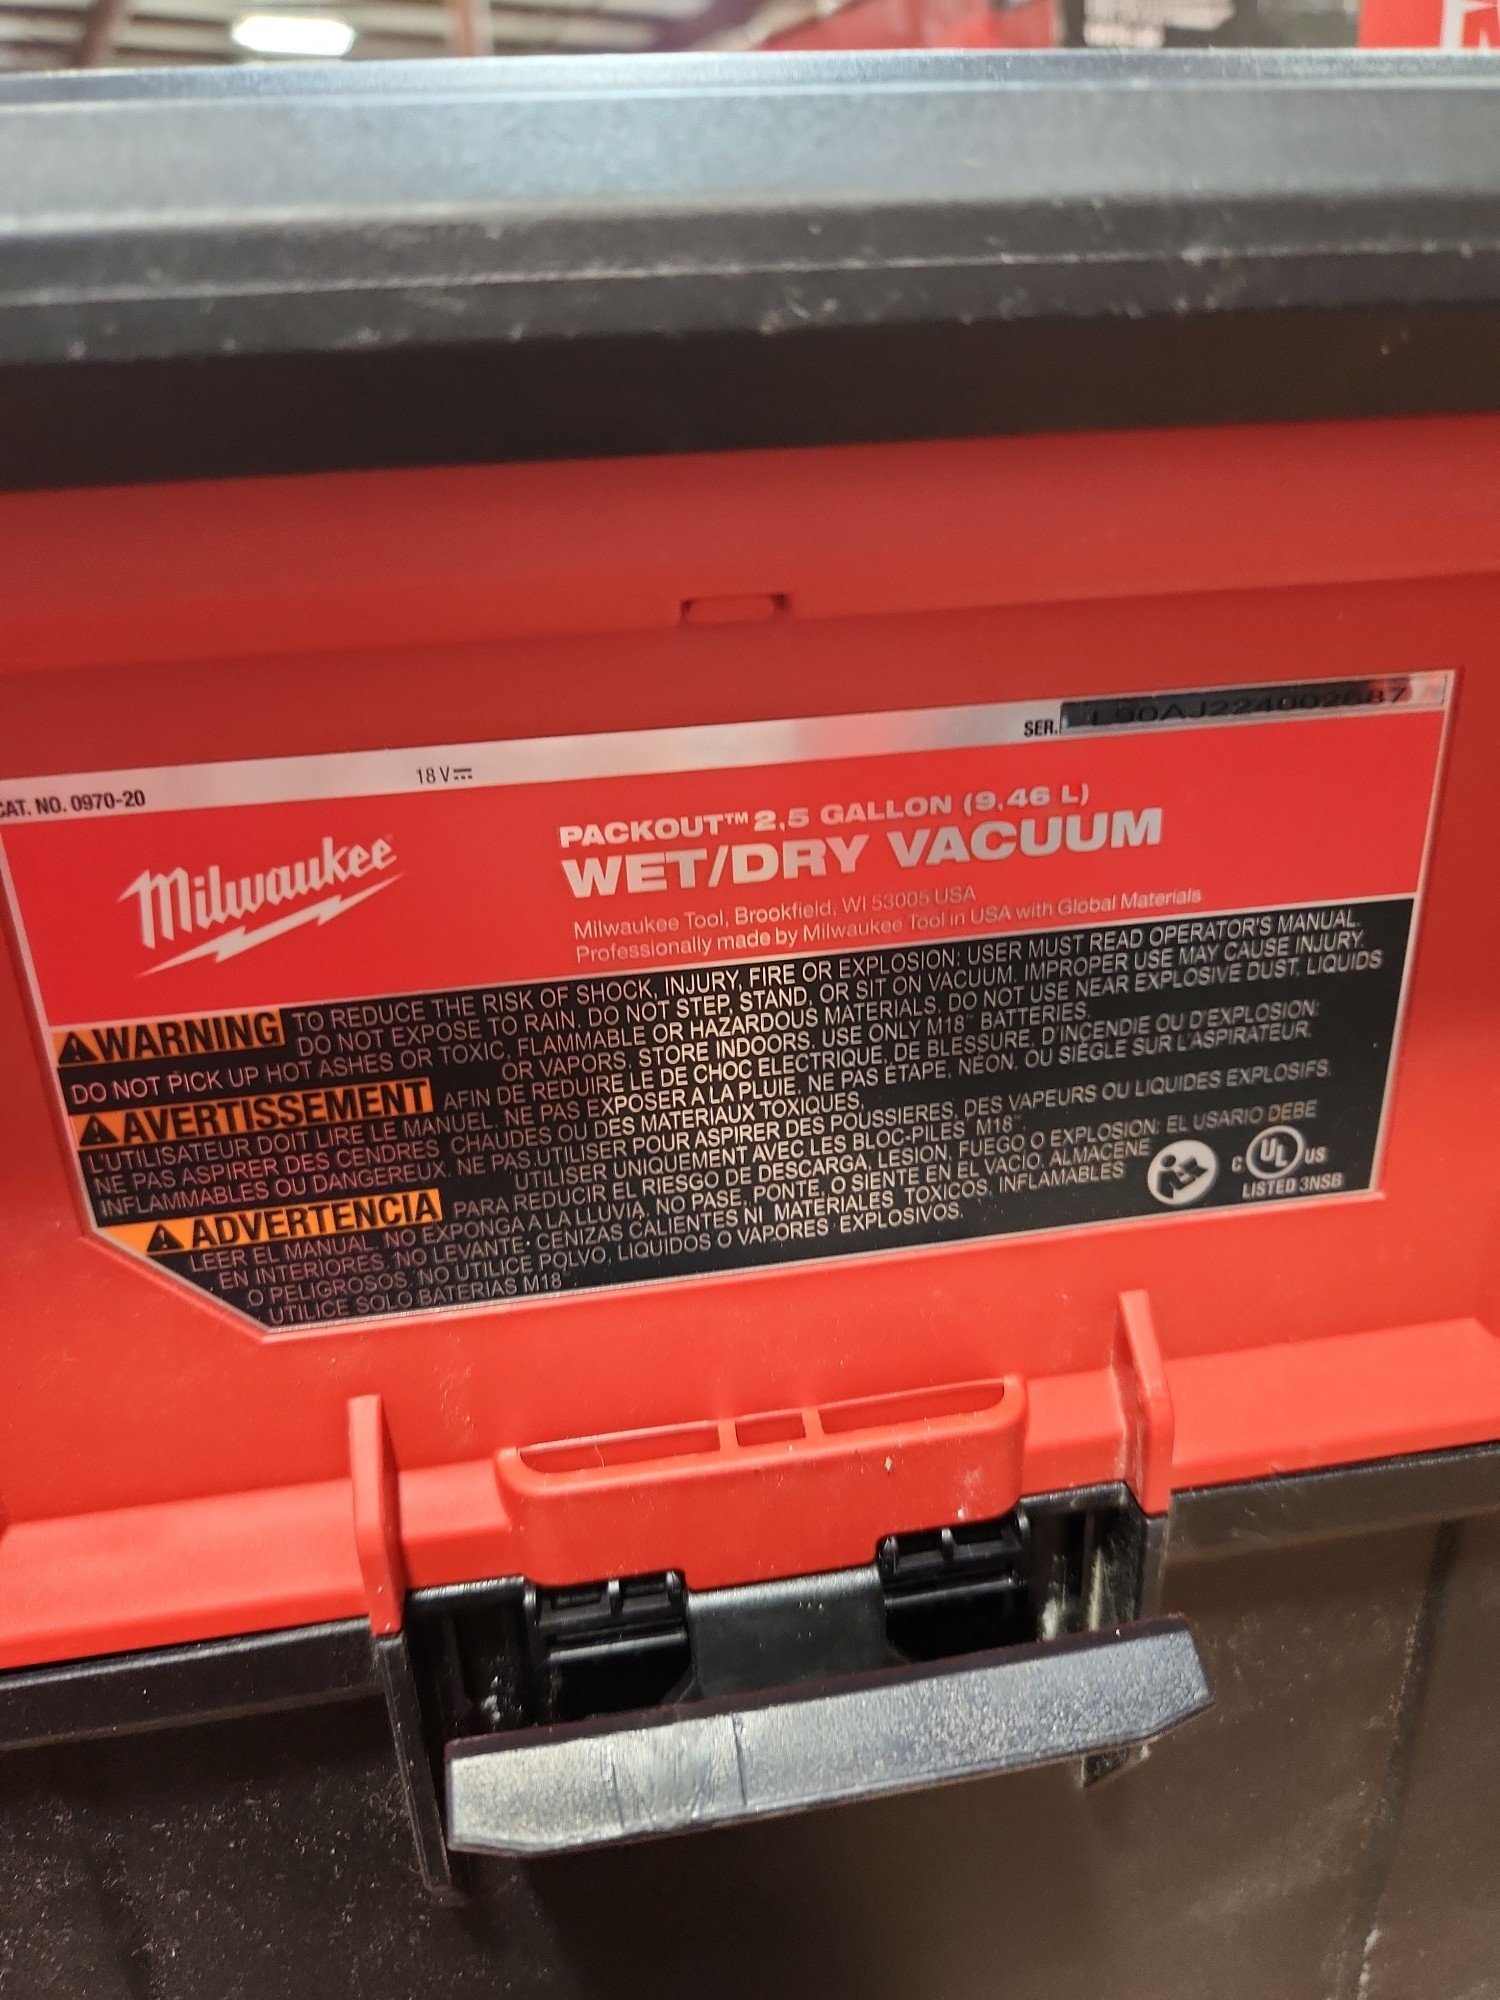 CAT. NO. 0970-20
18 V
SER. L90AJ224002687
Milwaukee
PACKOUT™ 2.5 GALLON (9,46 L)
WET/DRY VACUUM
Milwaukee Tool, Brookfield, WI 53005 USA
Professionally made by Milwaukee Tool in USA with Global Materials
WARNING TO REDUCE THE RISK OF SHOCK, INJURY, FIRE OR EXPLOSION: USER MUST READ OPERATOR'S MANUAL.
DO NOT EXPOSE TO RAIN. DO NOT STEP, STAND, OR SIT ON VACUUM. IMPROPER USE MAY CAUSE INJURY.
DO NOT PICK UP HOT ASHES OR TOXIC, FLAMMABLE OR HAZARDOUS MATERIALS, DO NOT USE NEAR EXPLOSIVE DUST, LIQUIDS
OR VAPORS, STORE INDOORS. USE ONLY M18™ BATTERIES.
AVERTISSEMENT AFIN DE REDUIRE LE DE CHOC ELECTRIQUE, DE BLESSURE, D'INCENDIE OU D'EXPLOSION:
L'UTILISATEUR DOIT LIRE LE MANUEL. NE PAS EXPOSER A LA PLUIE, NE PAS ETAPE, NEON, OU SIEGLE SUR L'ASPIRATEUR.
NE PAS ASPIRER DES CENDRES CHAUDES OU DES MATERIAUX TOXIQUES,
INFLAMMABLES OU DANGEREUX. NE PAS UTILISER POUR ASPIRER DES POUSSIERES, DES VAPEURS OU LIQUIDES EXPLOSIFS.
UTILISER UNIQUEMENT AVEC LES BLOC-PILES M18™.
ADVERTENCIA PARA REDUCIR EL RIESGO DE DESCARGA, LESION, FUEGO O EXPLOSION: EL USARIO DEBE
LEER EL MANUAL. NO EXPONGA A LA LLUVIA, NO PASE, PONTE, O SIENTE EN EL VACIO, ALMACENE
EN INTERIORES, NO LEVANTE CENIZAS CALIENTES NI MATERIALES TOXICOS, INFLAMMABLES
O PELIGROSOS, NO UTILICE POLVO, LIQUIDOS O VAPORES EXPLOSIVOS.
UTILICE SOLO BATERIAS M18™.
C UL US
LISTED 3NSB